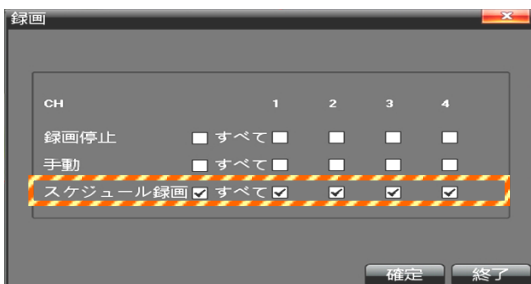 録画
CH 1 2 3 4
録画停止 すべて
手動 すべて
スケジュール録画 すべて
確定 終了